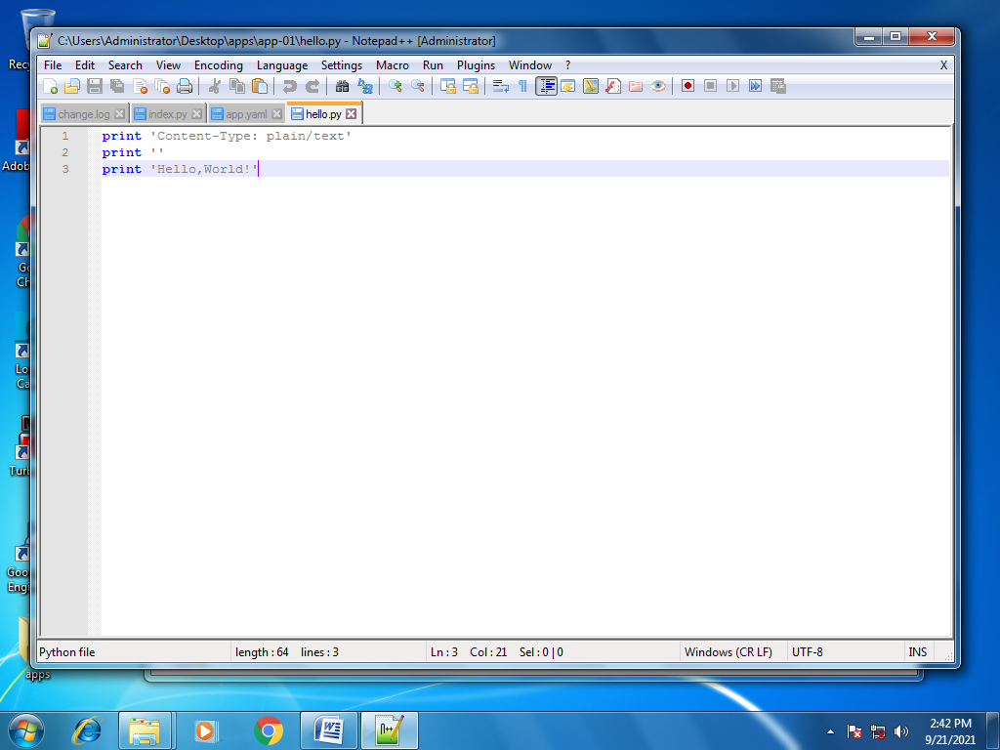 C:\Users\Administrator\Desktop\apps\app-01\hello.py - Notepad++ [Administrator]
File Edit Search View Encoding Language Settings Macro Run Plugins Window ? X
change.log index.py app.yaml hello.py
1 print 'Content-Type: plain/text'
2 print ''
3 print 'Hello,World!'
Python file length : 64 lines : 3 Ln : 3 Col : 21 Sel : 0 | 0 Windows (CR LF) UTF-8 INS
Rec
Adob
Go
Ch
Lo
Ca
Turl
Goo
Engi
apps
2:42 PM
9/21/2021